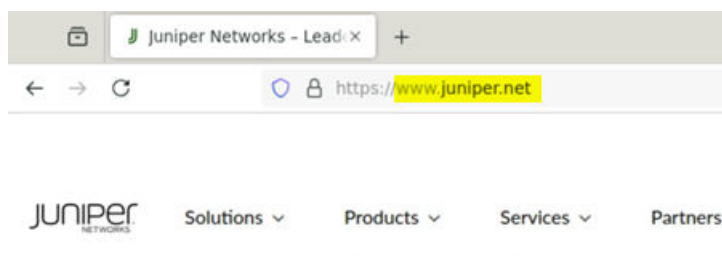 Juniper Networks – Lead
https://www.juniper.net
JUNIPER
NETWORKS
Solutions
Products
Services
Partners